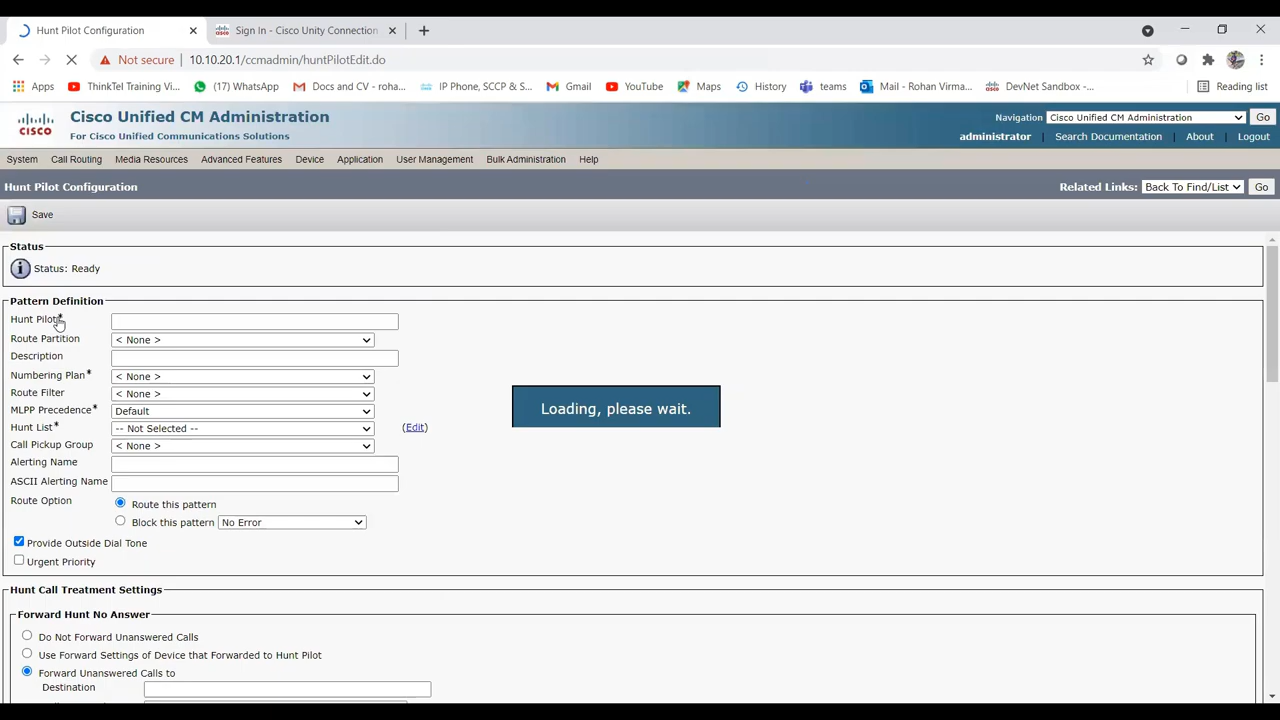 Hunt Pilot Configuration
Sign In - Cisco Unity Connection
Not secure 10.10.20.1/ccmadmin/huntPilotEdit.do
Apps ThinkTel Training Vi... (17) WhatsApp Docs and CV - roha... IP Phone, SCCP & S... Gmail YouTube Maps History teams Mail - Rohan Virma... DevNet Sandbox -... Reading list
CISCO
Cisco Unified CM Administration
For Cisco Unified Communications Solutions
Navigation Cisco Unified CM Administration Go
administrator Search Documentation About Logout
System Call Routing Media Resources Advanced Features Device Application User Management Bulk Administration Help
Hunt Pilot Configuration Related Links: Back To Find/List Go
Save
Status
Status: Ready
Pattern Definition
Hunt Pilot*
Route Partition < None >
Description
Numbering Plan* < None >
Route Filter < None >
MLPP Precedence* Default
Hunt List* -- Not Selected -- (Edit)
Call Pickup Group < None >
Alerting Name
ASCII Alerting Name
Route Option Route this pattern
Block this pattern No Error
Provide Outside Dial Tone
Urgent Priority
Loading, please wait.
Hunt Call Treatment Settings
Forward Hunt No Answer
Do Not Forward Unanswered Calls
Use Forward Settings of Device that Forwarded to Hunt Pilot
Forward Unanswered Calls to
Destination